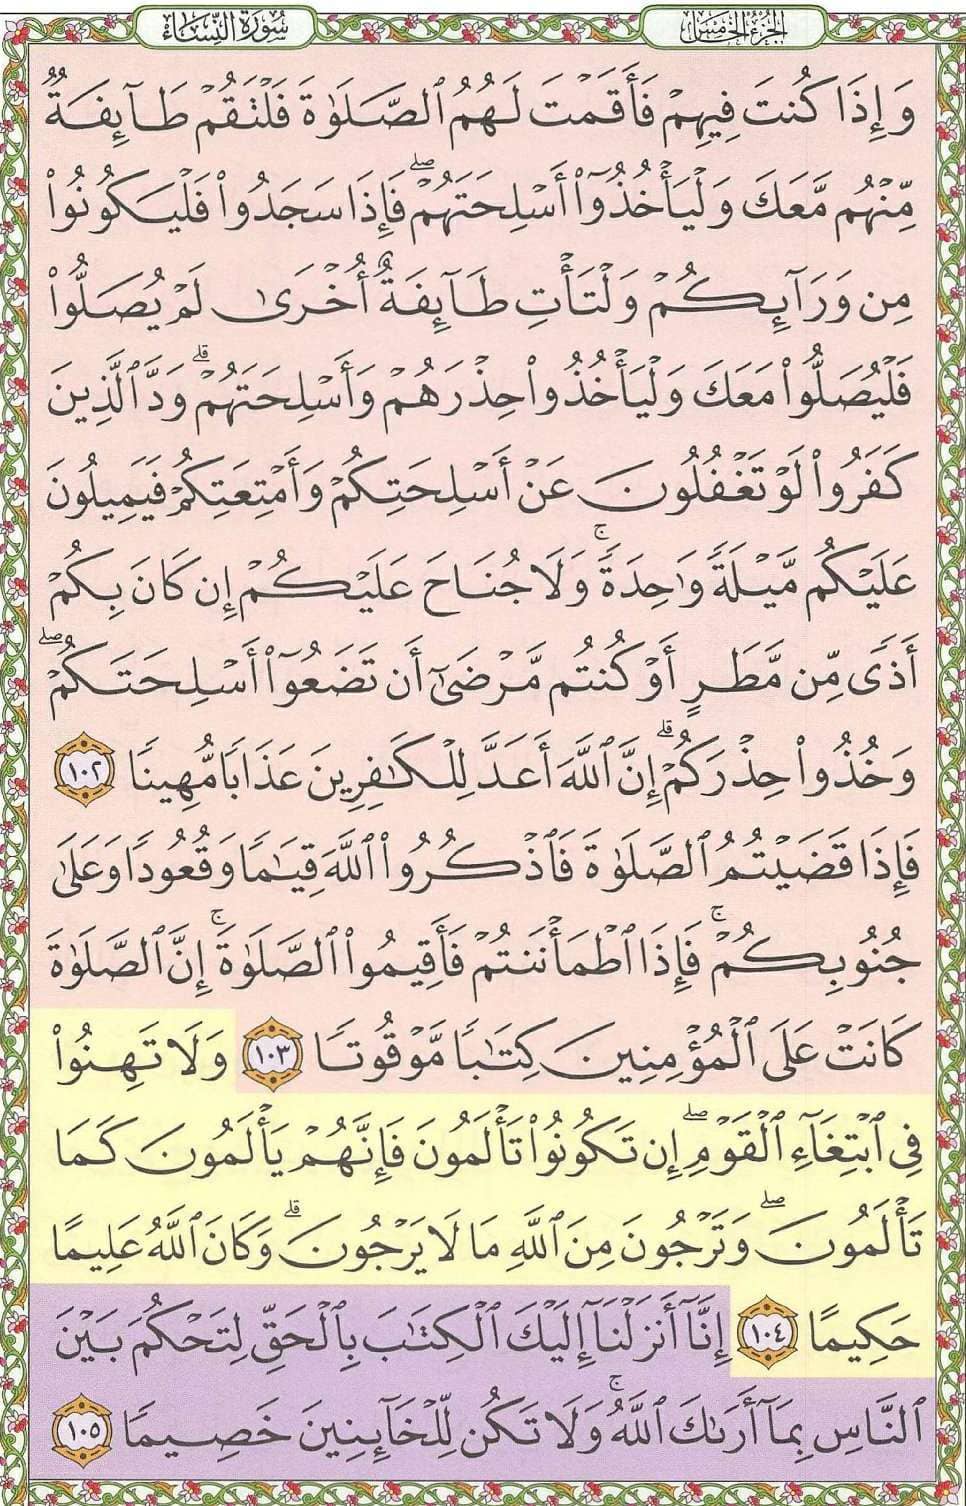 الجزء الخامس
سورة النساء
وَإِذَا كُنتَ فِيهِمْ فَأَقَمْتَ لَهُمُ ٱلصَّلَوٰةَ فَلْتَقُمْ طَآئِفَةٌ
مِّنْهُم مَّعَكَ وَلْيَأْخُذُوٓا۟ أَسْلِحَتَهُمْ ۖ فَإِذَا سَجَدُوا۟ فَلْيَكُونُوا۟
مِن وَرَآئِكُمْ وَلْتَأْتِ طَآئِفَةٌ أُخْرَىٰ لَمْ يُصَلُّوا۟
فَلْيُصَلُّوا۟ مَعَكَ وَلْيَأْخُذُوا۟ حِذْرَهُمْ وَأَسْلِحَتَهُمْ ۗ وَدَّ ٱلَّذِينَ
كَفَرُوا۟ لَوْ تَغْفُلُونَ عَنْ أَسْلِحَتِكُمْ وَأَمْتِعَتِكُمْ فَيَمِيلُونَ
عَلَيْكُم مَّيْلَةً وَٰحِدَةً ۚ وَلَا جُنَاحَ عَلَيْكُمْ إِن كَانَ بِكُمْ
أَذًى مِّن مَّطَرٍ أَوْ كُنتُم مَّرْضَىٰٓ أَن تَضَعُوٓا۟ أَسْلِحَتَكُمْ ۖ
وَخُذُوا۟ حِذْرَكُمْ ۗ إِنَّ ٱللَّهَ أَعَدَّ لِلْكَٰفِرِينَ عَذَابًا مُّهِينًا ١٠٢
فَإِذَا قَضَيْتُمُ ٱلصَّلَوٰةَ فَٱذْكُرُوا۟ ٱللَّهَ قِيَٰمًا وَقُعُودًا وَعَلَىٰ
جُنُوبِكُمْ ۚ فَإِذَا ٱطْمَأْنَنتُمْ فَأَقِيمُوا۟ ٱلصَّلَوٰةَ ۚ إِنَّ ٱلصَّلَوٰةَ
كَانَتْ عَلَى ٱلْمُؤْمِنِينَ كِتَٰبًا مَّوْقُوتًا ١٠٣ وَلَا تَهِنُوا۟
فِى ٱبْتِغَآءِ ٱلْقَوْمِ ۖ إِن تَكُونُوا۟ تَأْلَمُونَ فَإِنَّهُمْ يَأْلَمُونَ كَمَا
تَأْلَمُونَ ۖ وَتَرْجُونَ مِنَ ٱللَّهِ مَا لَا يَرْجُونَ ۗ وَكَانَ ٱللَّهُ عَلِيمًا
حَكِيمًا ١٠٤ إِنَّآ أَنزَلْنَآ إِلَيْكَ ٱلْكِتَٰبَ بِٱلْحَقِّ لِتَحْكُمَ بَيْنَ
ٱلنَّاسِ بِمَآ أَرَىٰكَ ٱللَّهُ ۚ وَلَا تَكُن لِّلْخَآئِنِينَ خَصِيمًا ١٠٥